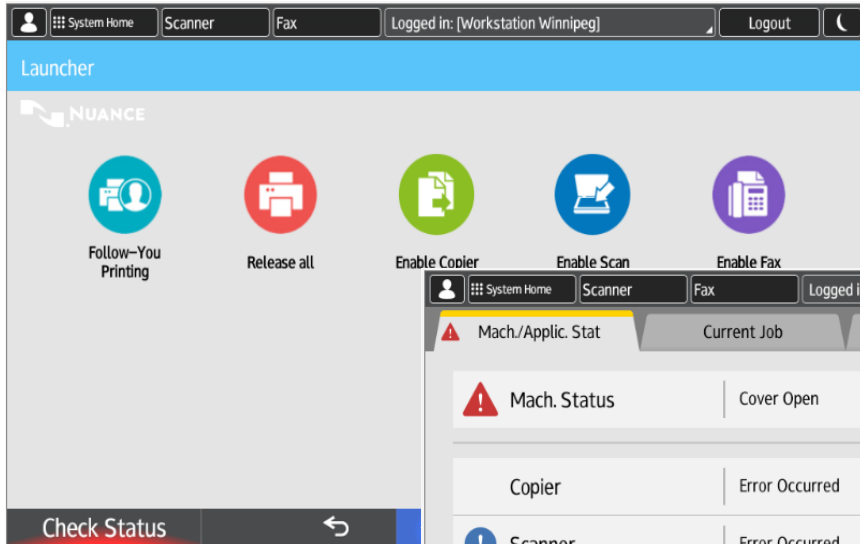 System Home Scanner Fax Logged in: [Workstation Winnipeg] Logout
Launcher
NUANCE
Follow-You
Printing
Release all
Enable Copier
Enable Scan
Enable Fax
System Home Scanner Fax Logged i
Mach./Applic. Stat Current Job
Mach. Status Cover Open
Copier Error Occurred
Scanner Error Occurred
Check Status